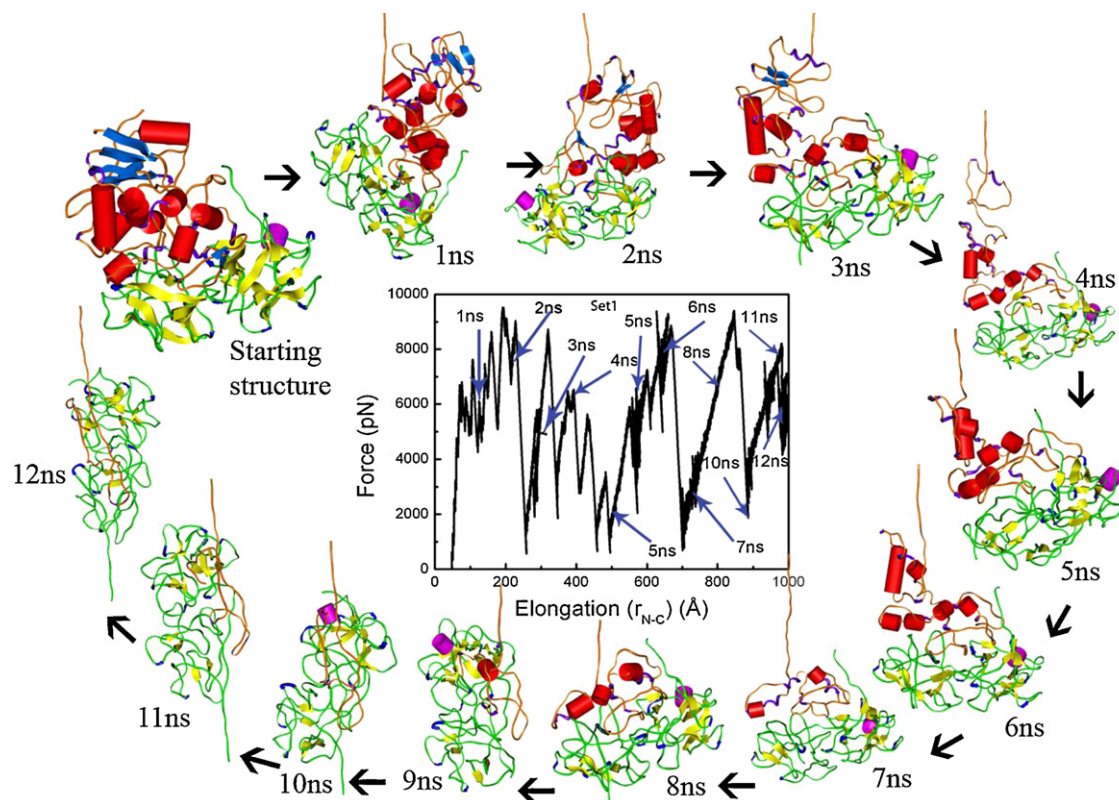 1ns
2ns
3ns
4ns
5ns
6ns
7ns
8ns
9ns
10ns
11ns
12ns
Starting
structure
10000
8000
6000
4000
2000
0
Force (pN)
0
200
400
600
800
1000
Elongation (r_N-C) (Å)
Set1
1ns
2ns
3ns
4ns
5ns
6ns
8ns
11ns
10ns
12ns
5ns
7ns